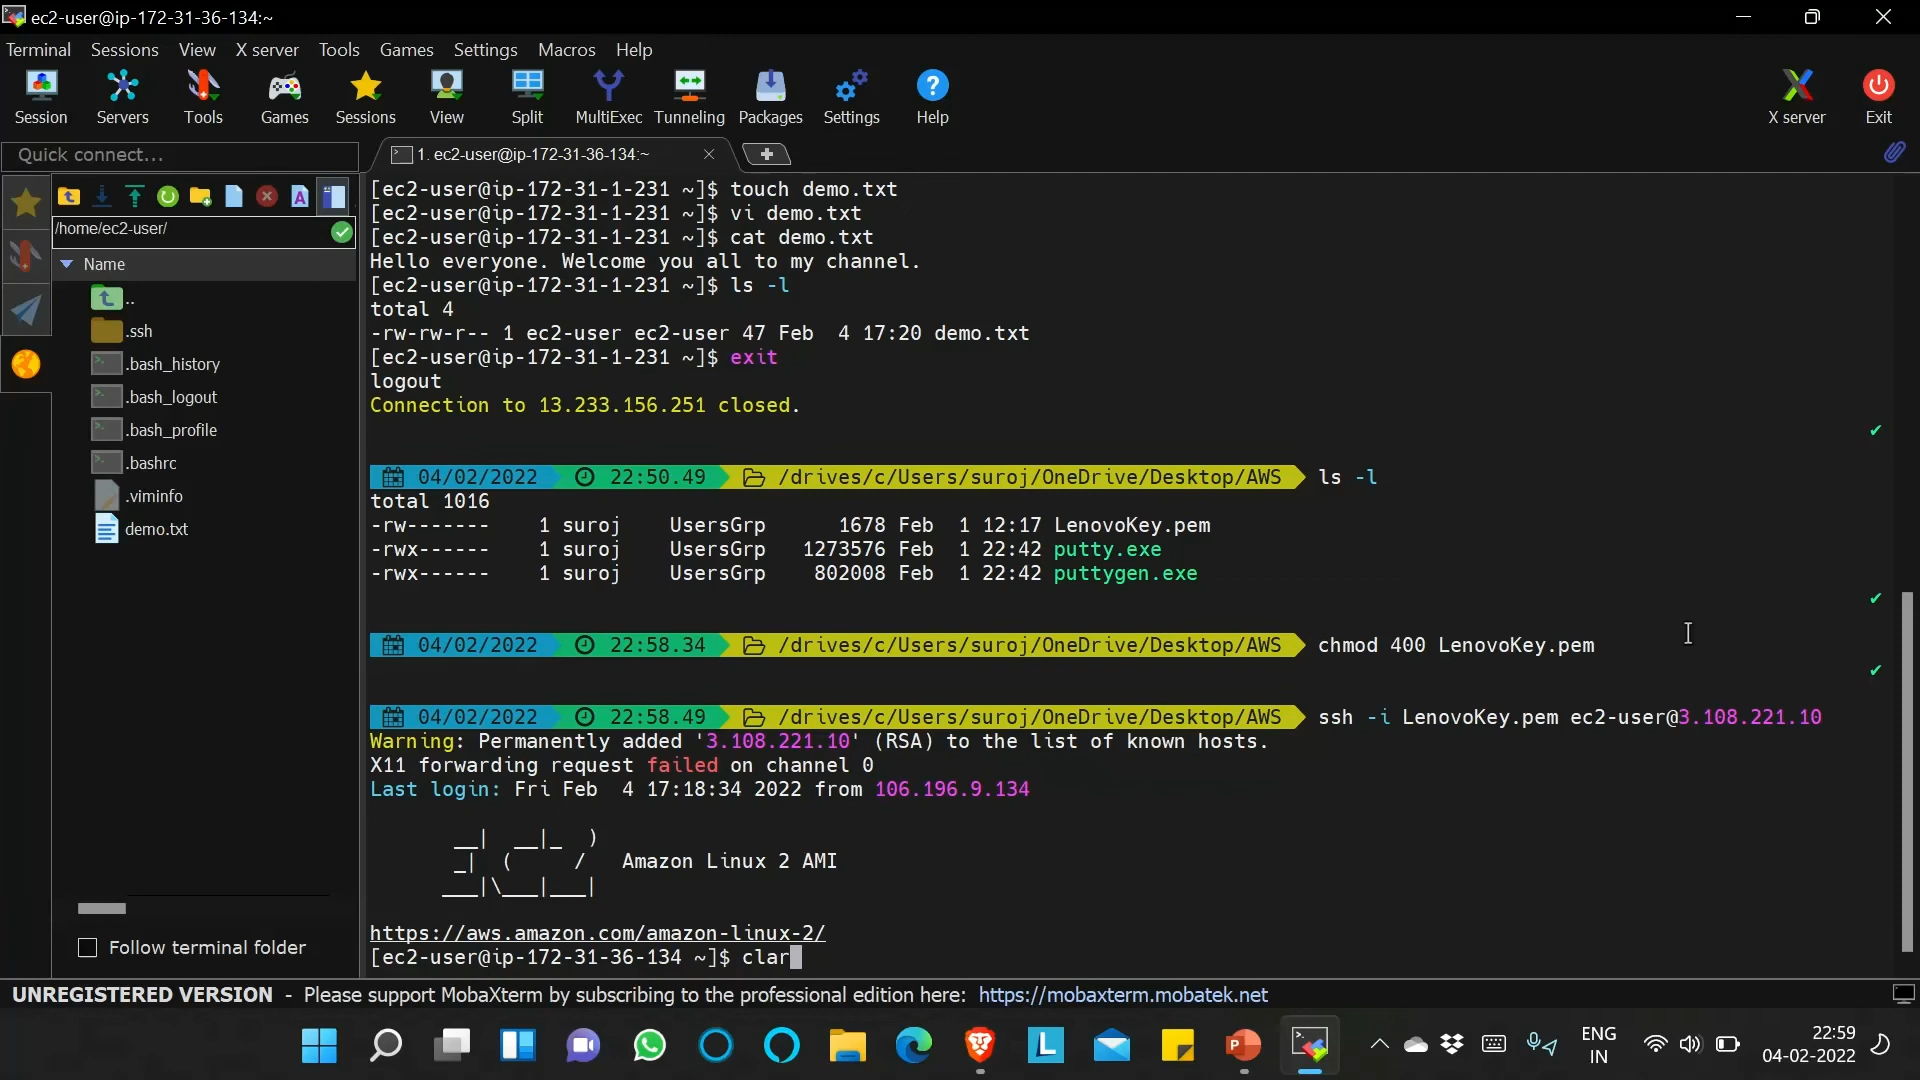 ec2-user@ip-172-31-36-134:~
Terminal Sessions View X server Tools Games Settings Macros Help
Session Servers Tools Games Sessions View Split MultiExec Tunneling Packages Settings Help X server Exit
Quick connect...
1. ec2-user@ip-172-31-36-134:~
/home/ec2-user/
Name
..
.ssh
.bash_history
.bash_logout
.bash_profile
.bashrc
.viminfo
demo.txt
Follow terminal folder
[ec2-user@ip-172-31-1-231 ~]$ touch demo.txt
[ec2-user@ip-172-31-1-231 ~]$ vi demo.txt
[ec2-user@ip-172-31-1-231 ~]$ cat demo.txt
Hello everyone. Welcome you all to my channel.
[ec2-user@ip-172-31-1-231 ~]$ ls -l
total 4
-rw-rw-r-- 1 ec2-user ec2-user 47 Feb  4 17:20 demo.txt
[ec2-user@ip-172-31-1-231 ~]$ exit
logout
Connection to 13.233.156.251 closed.
04/02/2022 22:50.49 /drives/c/Users/suroj/OneDrive/Desktop/AWS ls -l
total 1016
-rw------- 1 suroj UsersGrp 1678 Feb 1 12:17 LenovoKey.pem
-rwx------ 1 suroj UsersGrp 1273576 Feb 1 22:42 putty.exe
-rwx------ 1 suroj UsersGrp 802008 Feb 1 22:42 puttygen.exe
04/02/2022 22:58.34 /drives/c/Users/suroj/OneDrive/Desktop/AWS chmod 400 LenovoKey.pem
04/02/2022 22:58.49 /drives/c/Users/suroj/OneDrive/Desktop/AWS ssh -i LenovoKey.pem ec2-user@3.108.221.10
Warning: Permanently added '3.108.221.10' (RSA) to the list of known hosts.
X11 forwarding request failed on channel 0
Last login: Fri Feb  4 17:18:34 2022 from 106.196.9.134
__|  __|_  )
_|  (     /   Amazon Linux 2 AMI
___|\___|___|
https://aws.amazon.com/amazon-linux-2/
[ec2-user@ip-172-31-36-134 ~]$ clar
UNREGISTERED VERSION - Please support MobaXterm by subscribing to the professional edition here: https://mobaxterm.mobatek.net
ENG
IN
22:59
04-02-2022